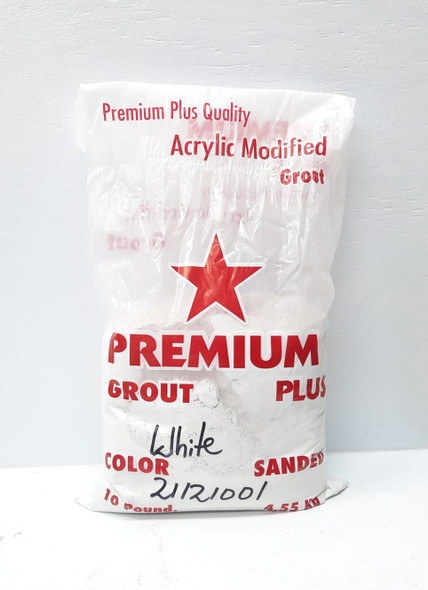 Premium Plus Quality
Acrylic Modified
Grout
PREMIUM
GROUT PLUS
White
COLOR SANDED
21121001
10 Pound. 4.55 KG